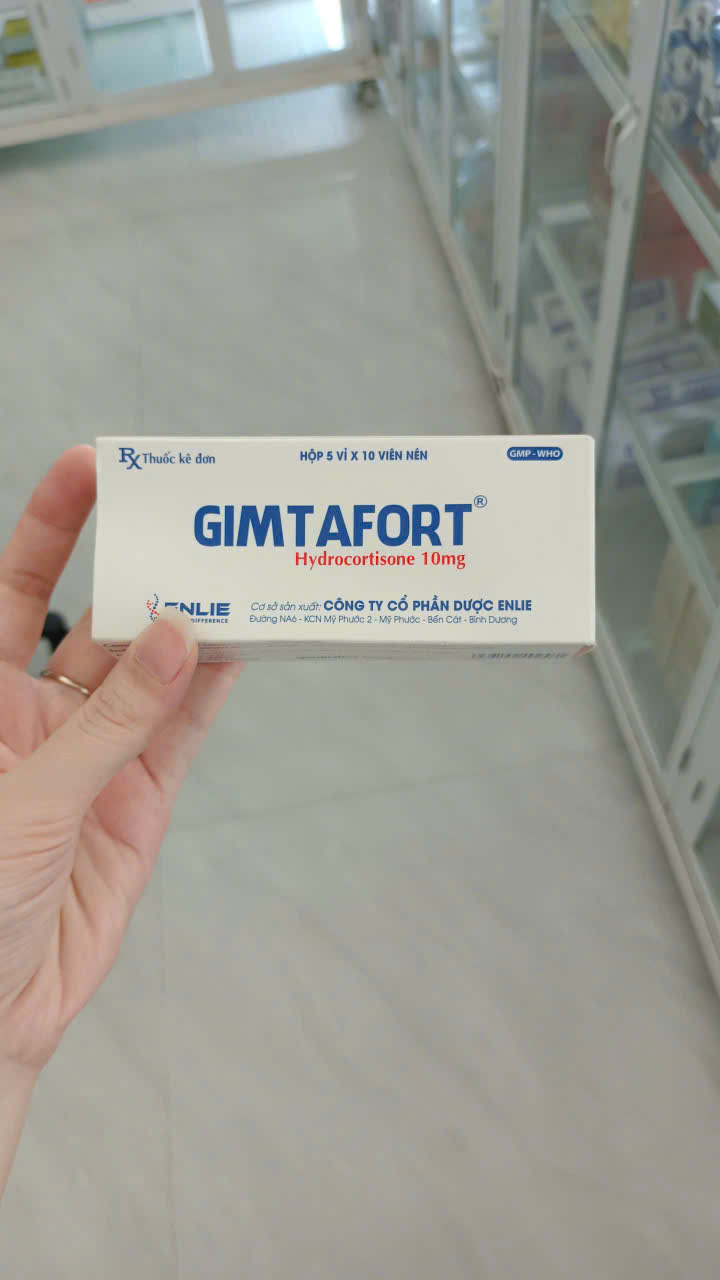 Rx Thuốc kê đơn
HỘP 5 VỈ X 10 VIÊN NÉN
GMP - WHO
GIMTAFORT®
Hydrocortisone 10mg
ENLIE
DIFFERENCE
Cơ sở sản xuất: CÔNG TY CỔ PHẦN DƯỢC ENLIE
Đường NA6 - KCN Mỹ Phước 2 - Mỹ Phước - Bến Cát - Bình Dương